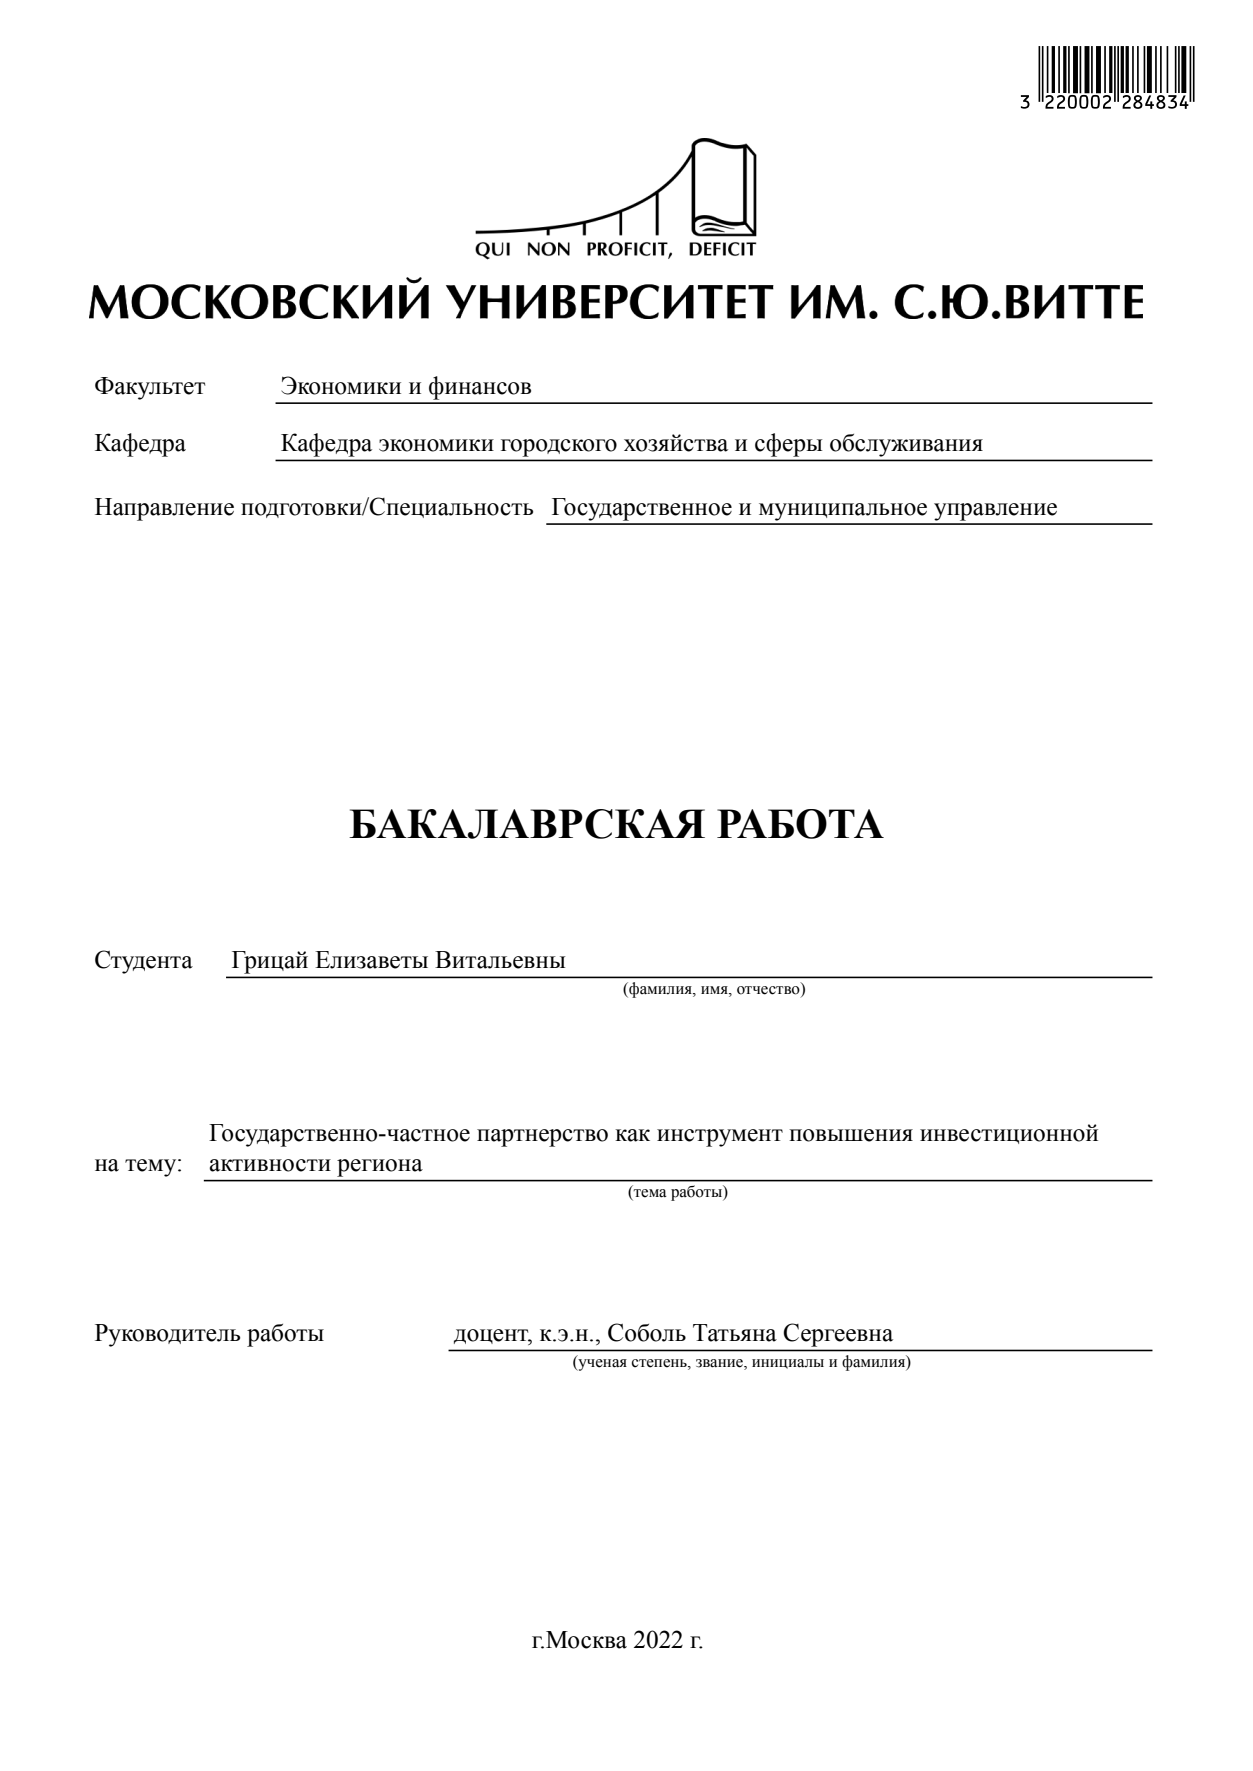 3 220002 284834
QUI NON PROFICIT, DEFICIT
МОСКОВСКИЙ УНИВЕРСИТЕТ ИМ. С.Ю.ВИТТЕ
Факультет Экономики и финансов
Кафедра Кафедра экономики городского хозяйства и сферы обслуживания
Направление подготовки/Специальность Государственное и муниципальное управление
БАКАЛАВРСКАЯ РАБОТА
Студента Грицай Елизаветы Витальевны
(фамилия, имя, отчество)
Государственно-частное партнерство как инструмент повышения инвестиционной
на тему: активности региона
(тема работы)
Руководитель работы доцент, к.э.н., Соболь Татьяна Сергеевна
(ученая степень, звание, инициалы и фамилия)
г.Москва 2022 г.